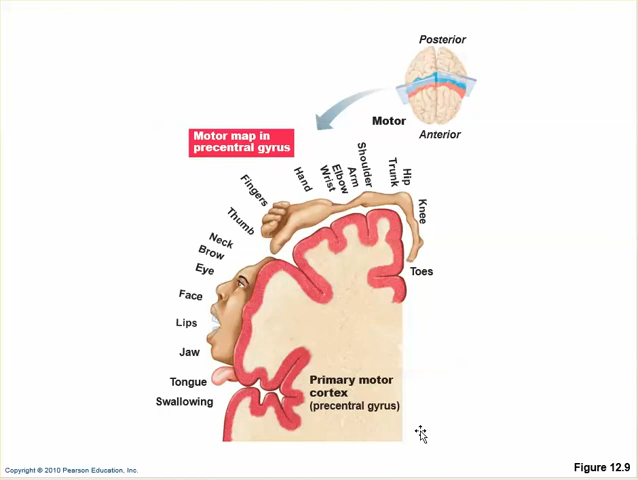 Posterior
Motor
Anterior
Motor map in
precentral gyrus
Fingers
Hand
Wrist
Elbow
Arm
Shoulder
Trunk
Hip
Knee
Thumb
Neck
Brow
Eye
Face
Lips
Jaw
Tongue
Swallowing
Toes
Primary motor
cortex
(precentral gyrus)
Copyright © 2010 Pearson Education, Inc.
Figure 12.9